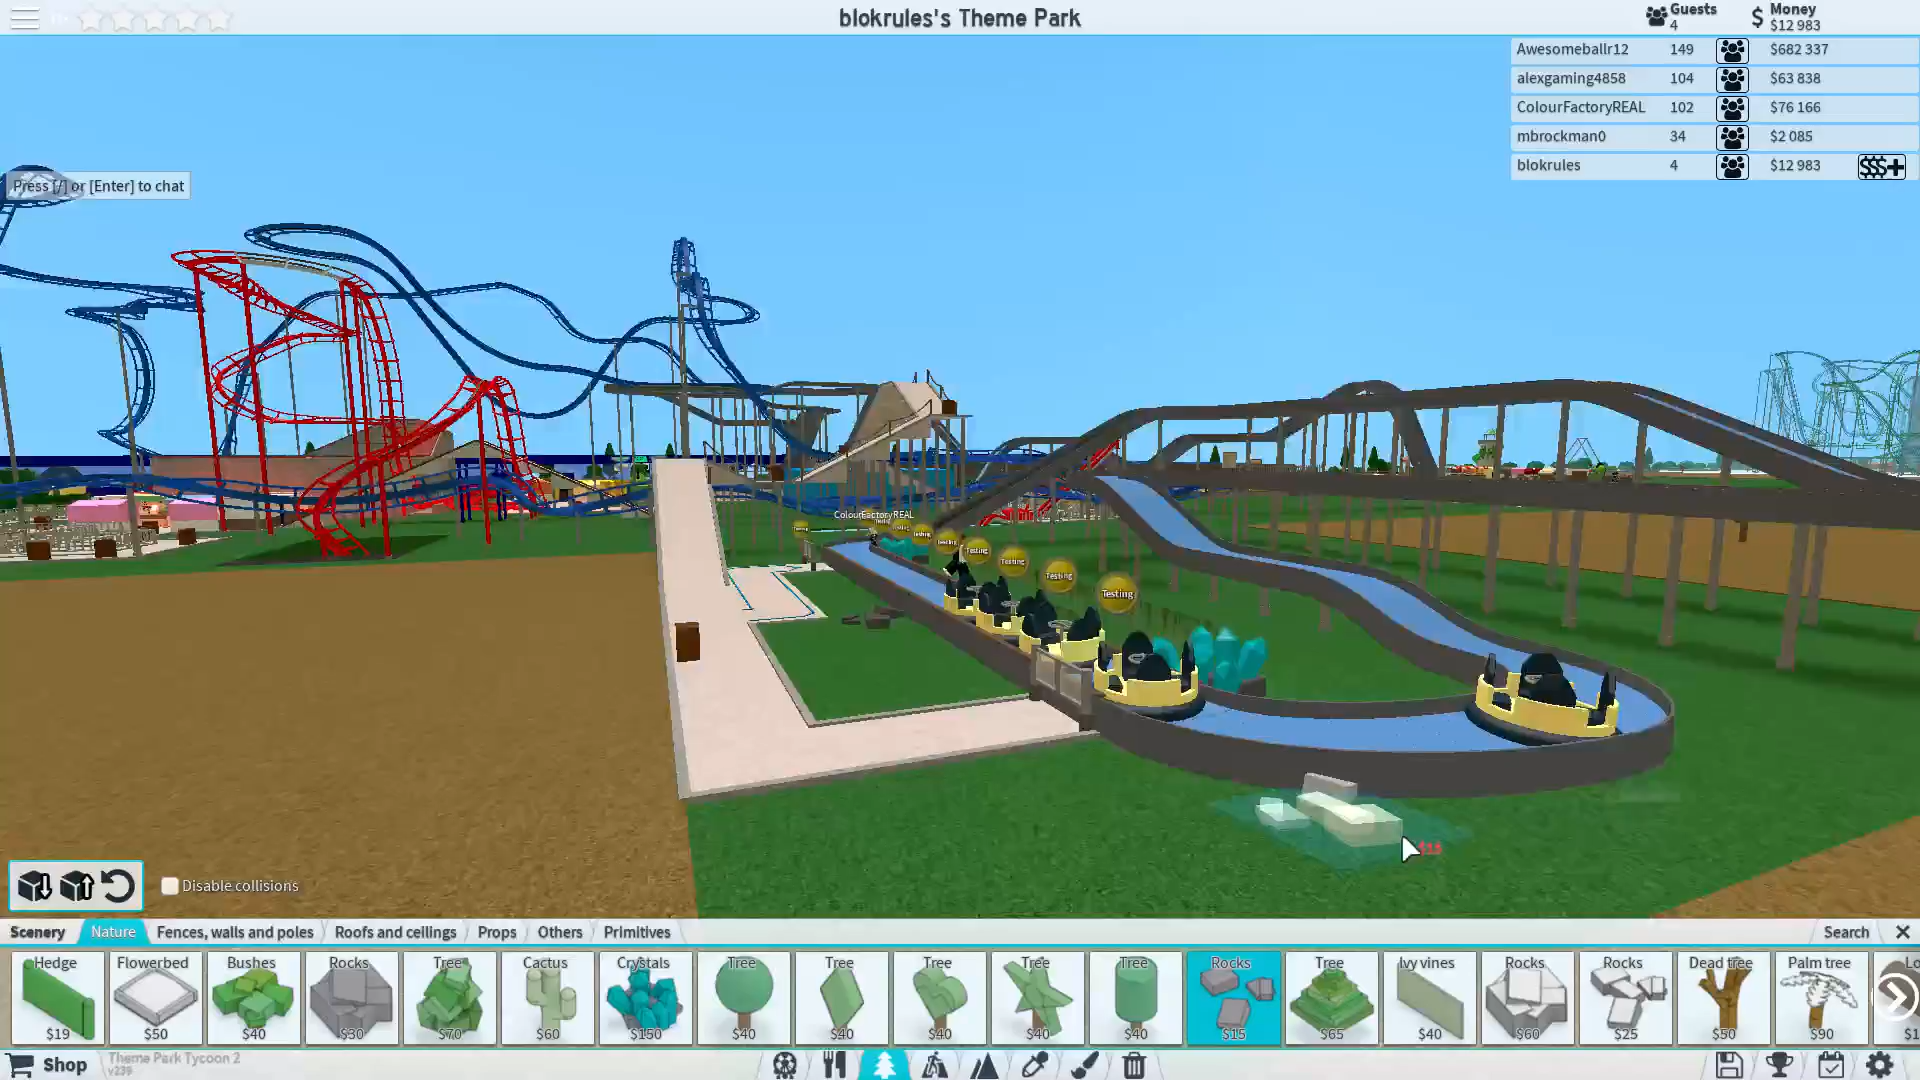 blokrules's Theme Park
Guests
4
$ Money
$12 983
Awesomeballr12 149 $682 337
alexgaming4858 104 $63 838
ColourFactoryREAL 102 $76 166
mbrockman0 34 $2 085
blokrules 4 $12 983 $$$+
Press [/] or [Enter] to chat
ColourFactoryREAL
Testing
Testing
Testing
Testing
Testing
$15
Disable collisions
Scenery Nature Fences, walls and poles Roofs and ceilings Props Others Primitives Search
Hedge Flowerbed Bushes Rocks Tree Cactus Crystals Tree Tree Tree Tree Tree Rocks Tree Ivy vines Rocks Rocks Dead tree Palm tree Lo
$19 $50 $40 $30 $70 $60 $150 $40 $40 $40 $40 $40 $15 $65 $40 $60 $25 $50 $90 $1
Shop
Theme Park Tycoon 2
v239